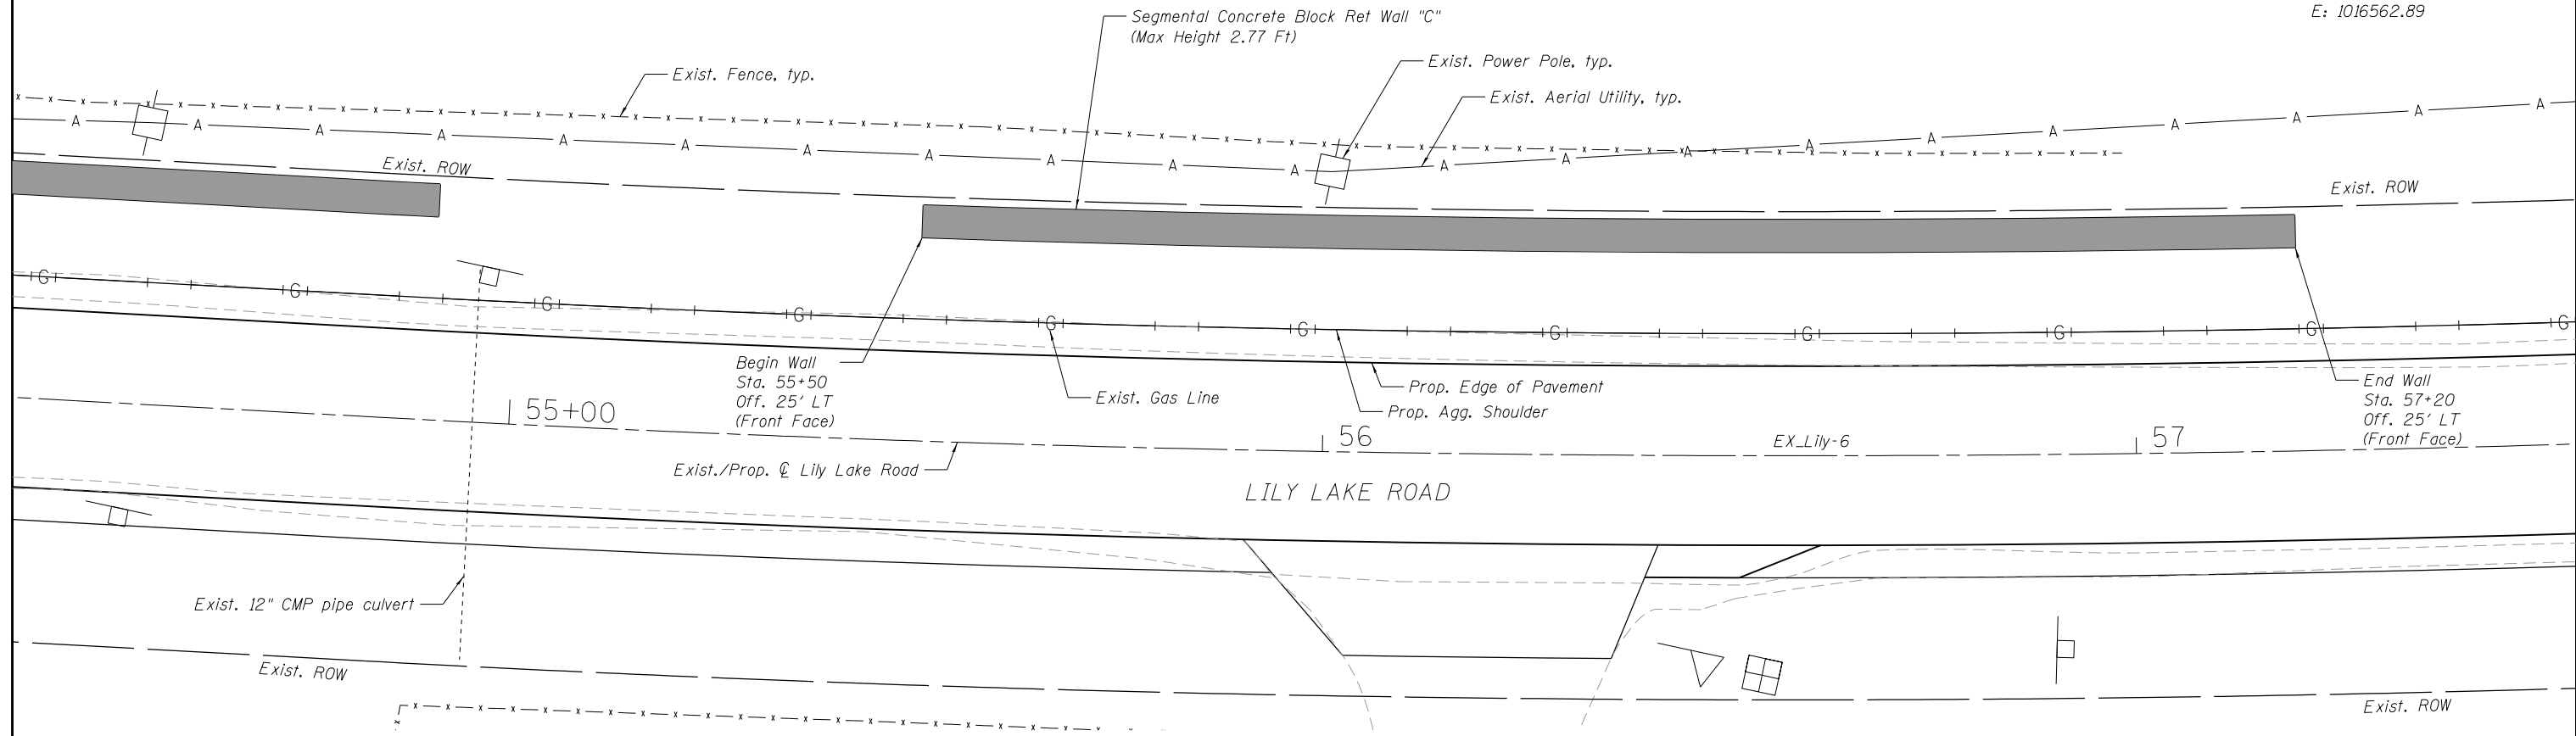 E: 1016562.89
Segmental Concrete Block Ret Wall "C"
(Max Height 2.77 Ft)
Exist. Power Pole, typ.
Exist. Fence, typ.
Exist. Aerial Utility, typ.
A A A A A A A A A A A A A A A A A A A A A
Exist. ROW
Exist. ROW
G G G G G G G G G G G
Begin Wall
Sta. 55+50
Off. 25' LT
(Front Face)
Exist. Gas Line
Prop. Edge of Pavement
Prop. Agg. Shoulder
End Wall
Sta. 57+20
Off. 25' LT
(Front Face)
55+00
56
EX_Lily-6
57
Exist./Prop. ℄ Lily Lake Road
LILY LAKE ROAD
Exist. 12" CMP pipe culvert
Exist. ROW
Exist. ROW